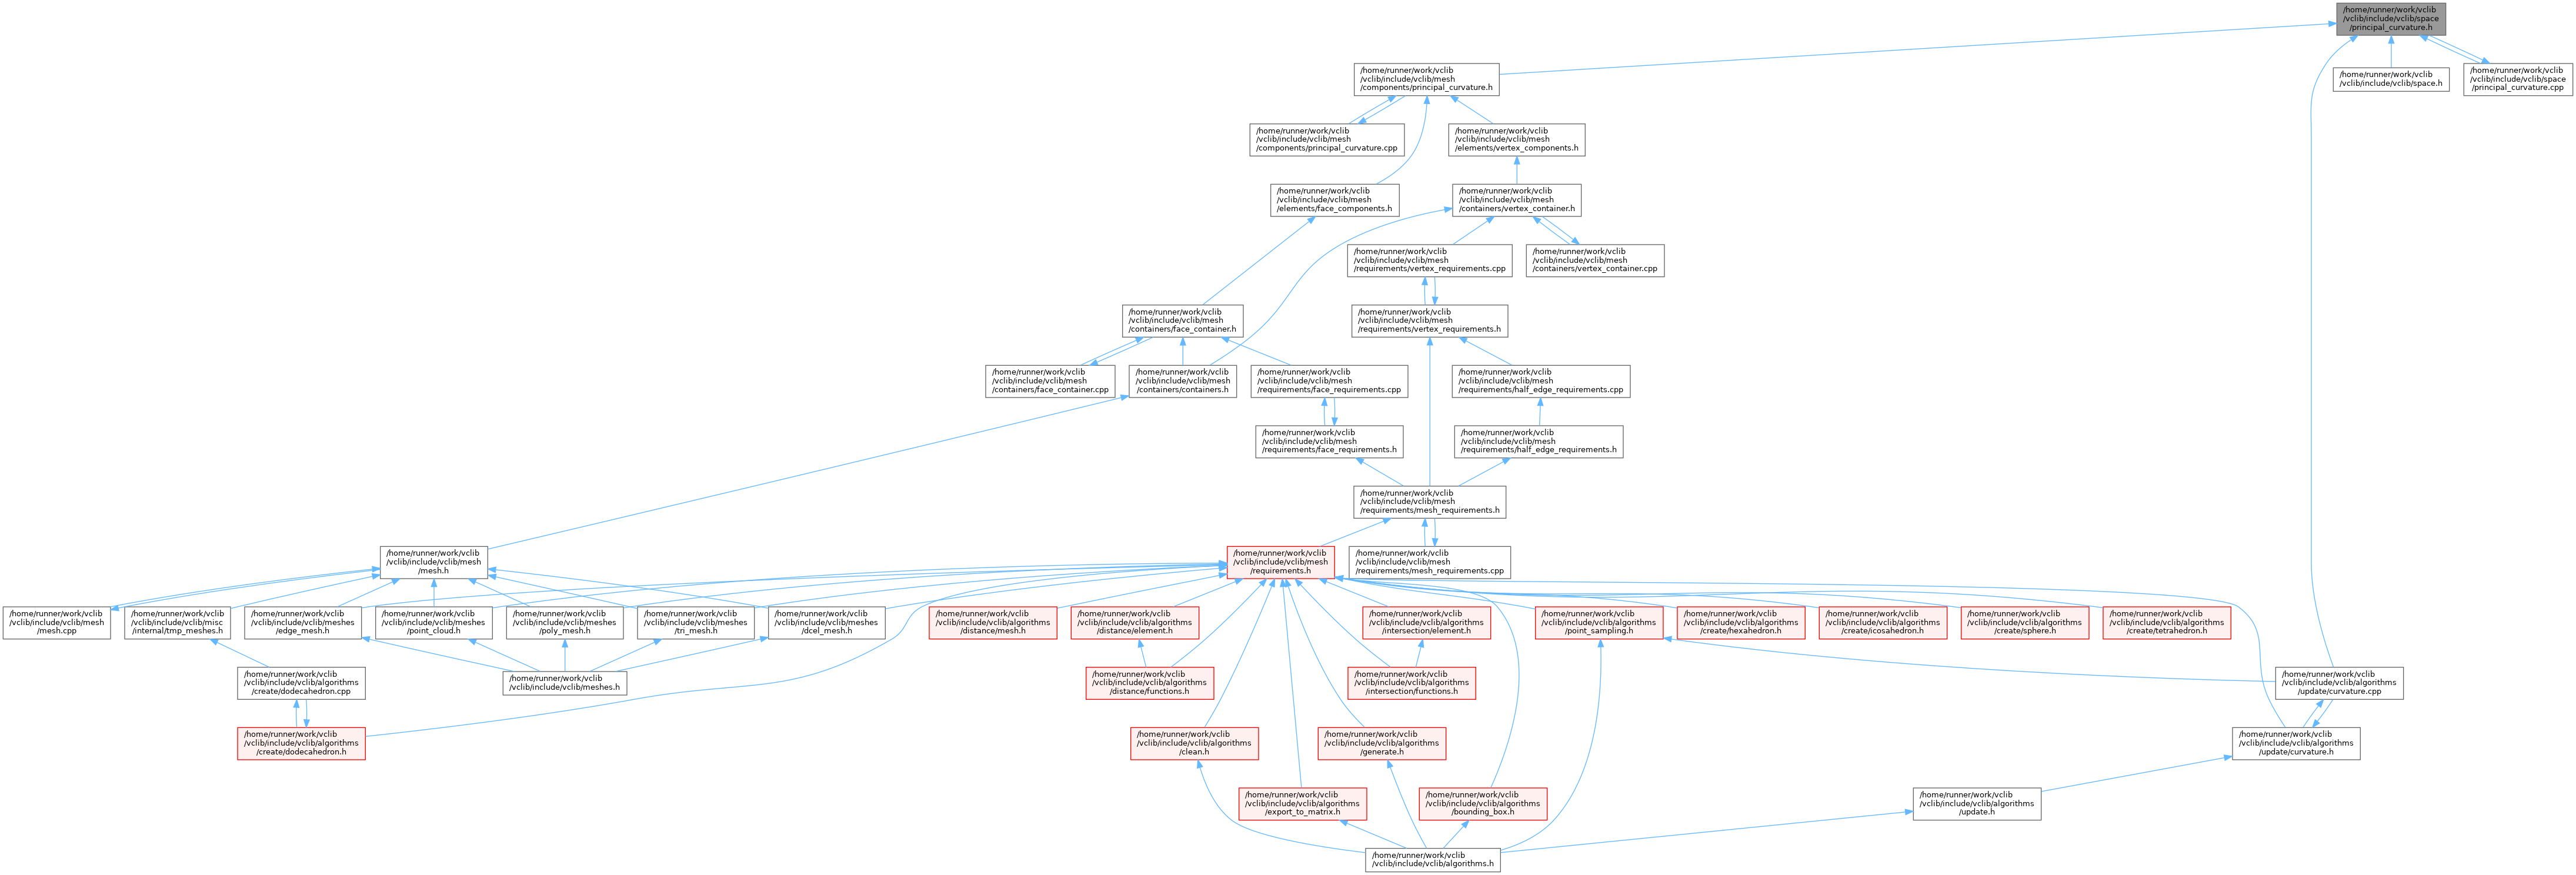 /home/runner/work/vclib
/vclib/include/vclib/space
/principal_curvature.h
/home/runner/work/vclib
/vclib/include/vclib/mesh
/components/principal_curvature.h
/home/runner/work/vclib
/vclib/include/vclib/space.h
/home/runner/work/vclib
/vclib/include/vclib/space
/principal_curvature.cpp
/home/runner/work/vclib
/vclib/include/vclib/mesh
/components/principal_curvature.cpp
/home/runner/work/vclib
/vclib/include/vclib/mesh
/elements/vertex_components.h
/home/runner/work/vclib
/vclib/include/vclib/mesh
/elements/face_components.h
/home/runner/work/vclib
/vclib/include/vclib/mesh
/containers/vertex_container.h
/home/runner/work/vclib
/vclib/include/vclib/mesh
/requirements/vertex_requirements.cpp
/home/runner/work/vclib
/vclib/include/vclib/mesh
/containers/vertex_container.cpp
/home/runner/work/vclib
/vclib/include/vclib/mesh
/containers/face_container.h
/home/runner/work/vclib
/vclib/include/vclib/mesh
/requirements/vertex_requirements.h
/home/runner/work/vclib
/vclib/include/vclib/mesh
/containers/face_container.cpp
/home/runner/work/vclib
/vclib/include/vclib/mesh
/containers/containers.h
/home/runner/work/vclib
/vclib/include/vclib/mesh
/requirements/face_requirements.cpp
/home/runner/work/vclib
/vclib/include/vclib/mesh
/requirements/half_edge_requirements.cpp
/home/runner/work/vclib
/vclib/include/vclib/mesh
/requirements/face_requirements.h
/home/runner/work/vclib
/vclib/include/vclib/mesh
/requirements/half_edge_requirements.h
/home/runner/work/vclib
/vclib/include/vclib/mesh
/requirements/mesh_requirements.h
/home/runner/work/vclib
/vclib/include/vclib/mesh
/mesh.h
/home/runner/work/vclib
/vclib/include/vclib/mesh
/requirements.h
/home/runner/work/vclib
/vclib/include/vclib/mesh
/requirements/mesh_requirements.cpp
/home/runner/work/vclib
/vclib/include/vclib/mesh
/mesh.cpp
/home/runner/work/vclib
/vclib/include/vclib/misc
/internal/tmp_meshes.h
/home/runner/work/vclib
/vclib/include/vclib/meshes
/edge_mesh.h
/home/runner/work/vclib
/vclib/include/vclib/meshes
/point_cloud.h
/home/runner/work/vclib
/vclib/include/vclib/meshes
/poly_mesh.h
/home/runner/work/vclib
/vclib/include/vclib/meshes
/tri_mesh.h
/home/runner/work/vclib
/vclib/include/vclib/meshes
/dcel_mesh.h
/home/runner/work/vclib
/vclib/include/vclib/algorithms
/distance/mesh.h
/home/runner/work/vclib
/vclib/include/vclib/algorithms
/distance/element.h
/home/runner/work/vclib
/vclib/include/vclib/algorithms
/intersection/element.h
/home/runner/work/vclib
/vclib/include/vclib/algorithms
/point_sampling.h
/home/runner/work/vclib
/vclib/include/vclib/algorithms
/create/hexahedron.h
/home/runner/work/vclib
/vclib/include/vclib/algorithms
/create/icosahedron.h
/home/runner/work/vclib
/vclib/include/vclib/algorithms
/create/sphere.h
/home/runner/work/vclib
/vclib/include/vclib/algorithms
/create/tetrahedron.h
/home/runner/work/vclib
/vclib/include/vclib/algorithms
/create/dodecahedron.cpp
/home/runner/work/vclib
/vclib/include/vclib/meshes.h
/home/runner/work/vclib
/vclib/include/vclib/algorithms
/distance/functions.h
/home/runner/work/vclib
/vclib/include/vclib/algorithms
/intersection/functions.h
/home/runner/work/vclib
/vclib/include/vclib/algorithms
/update/curvature.cpp
/home/runner/work/vclib
/vclib/include/vclib/algorithms
/create/dodecahedron.h
/home/runner/work/vclib
/vclib/include/vclib/algorithms
/clean.h
/home/runner/work/vclib
/vclib/include/vclib/algorithms
/generate.h
/home/runner/work/vclib
/vclib/include/vclib/algorithms
/update/curvature.h
/home/runner/work/vclib
/vclib/include/vclib/algorithms
/export_to_matrix.h
/home/runner/work/vclib
/vclib/include/vclib/algorithms
/bounding_box.h
/home/runner/work/vclib
/vclib/include/vclib/algorithms
/update.h
/home/runner/work/vclib
/vclib/include/vclib/algorithms.h